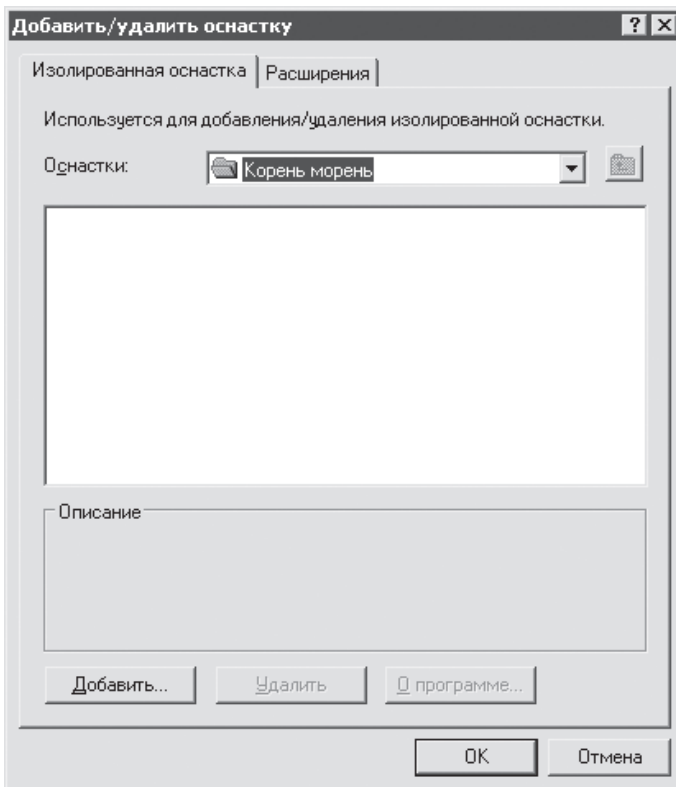 Добавить/удалить оснастку
Изолированная оснастка Расширения
Используется для добавления/удаления изолированной оснастки.
Оснастки: Корень морень
Описание
Добавить... Удалить О программе...
OK Отмена